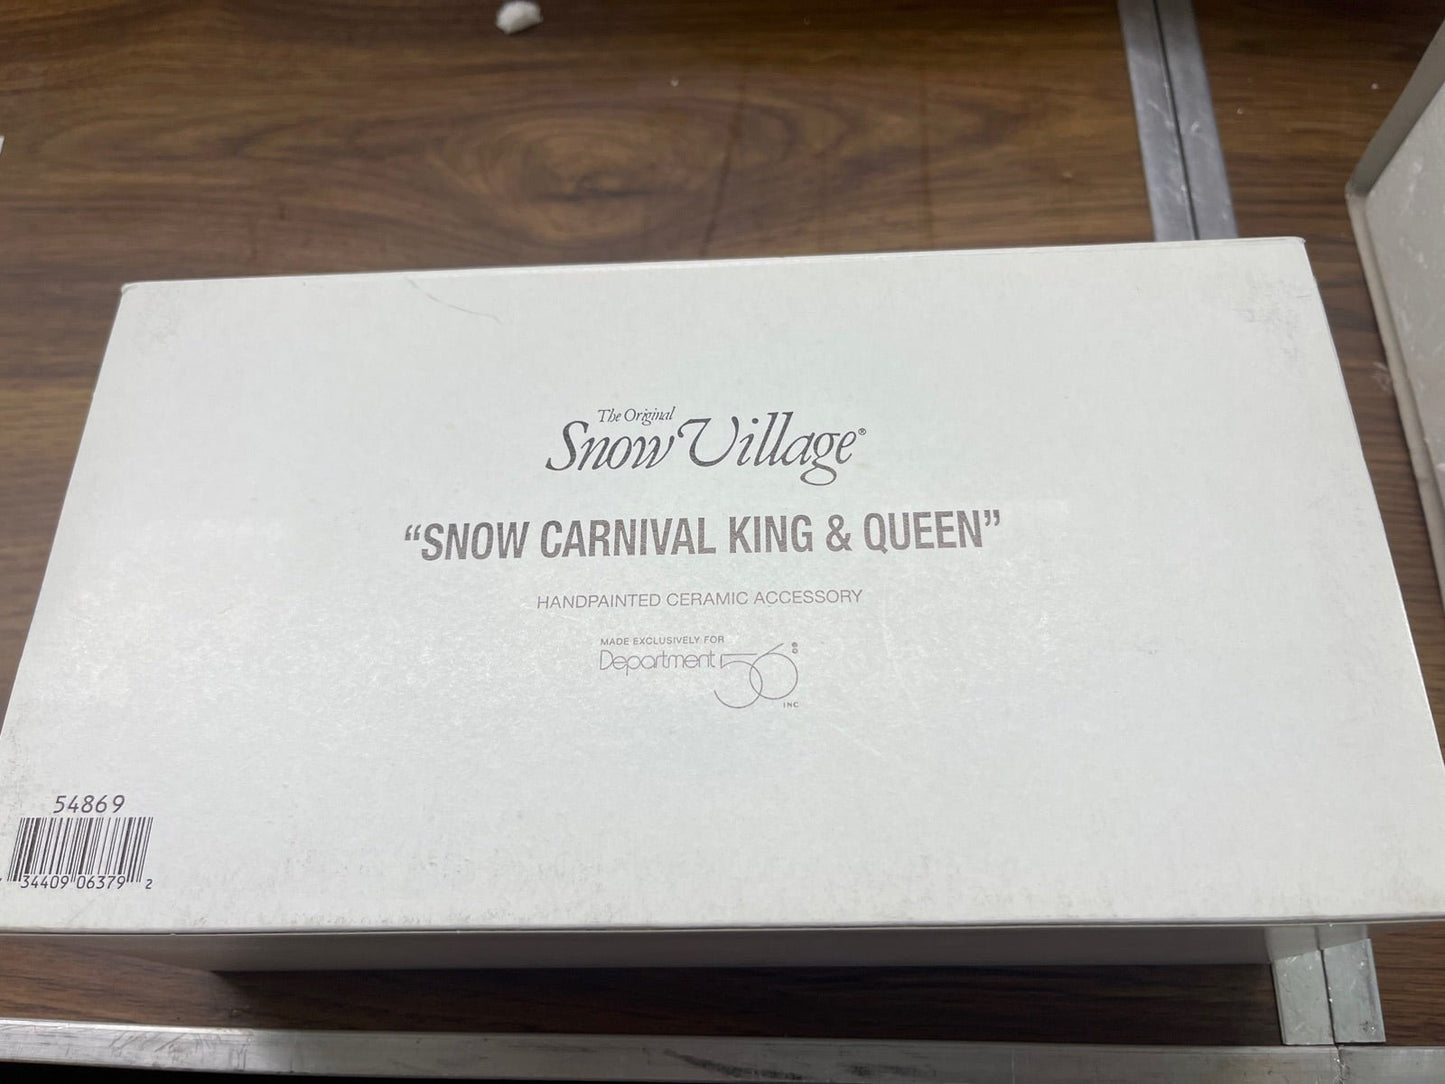 The Original
Snow Village®
“SNOW CARNIVAL KING & QUEEN”
HANDPAINTED CERAMIC ACCESSORY
MADE EXCLUSIVELY FOR
Department 56®
INC
54869
34409 06379 2